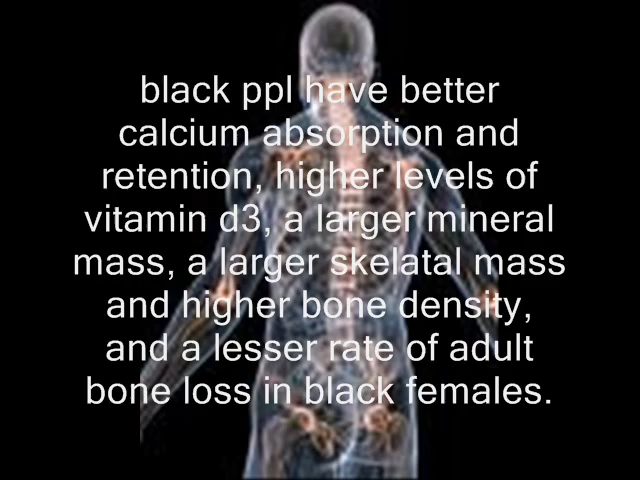 black ppl have better
calcium absorption and
retention, higher levels of
vitamin d3, a larger mineral
mass, a larger skelatal mass
and higher bone density,
and a lesser rate of adult
bone loss in black females.